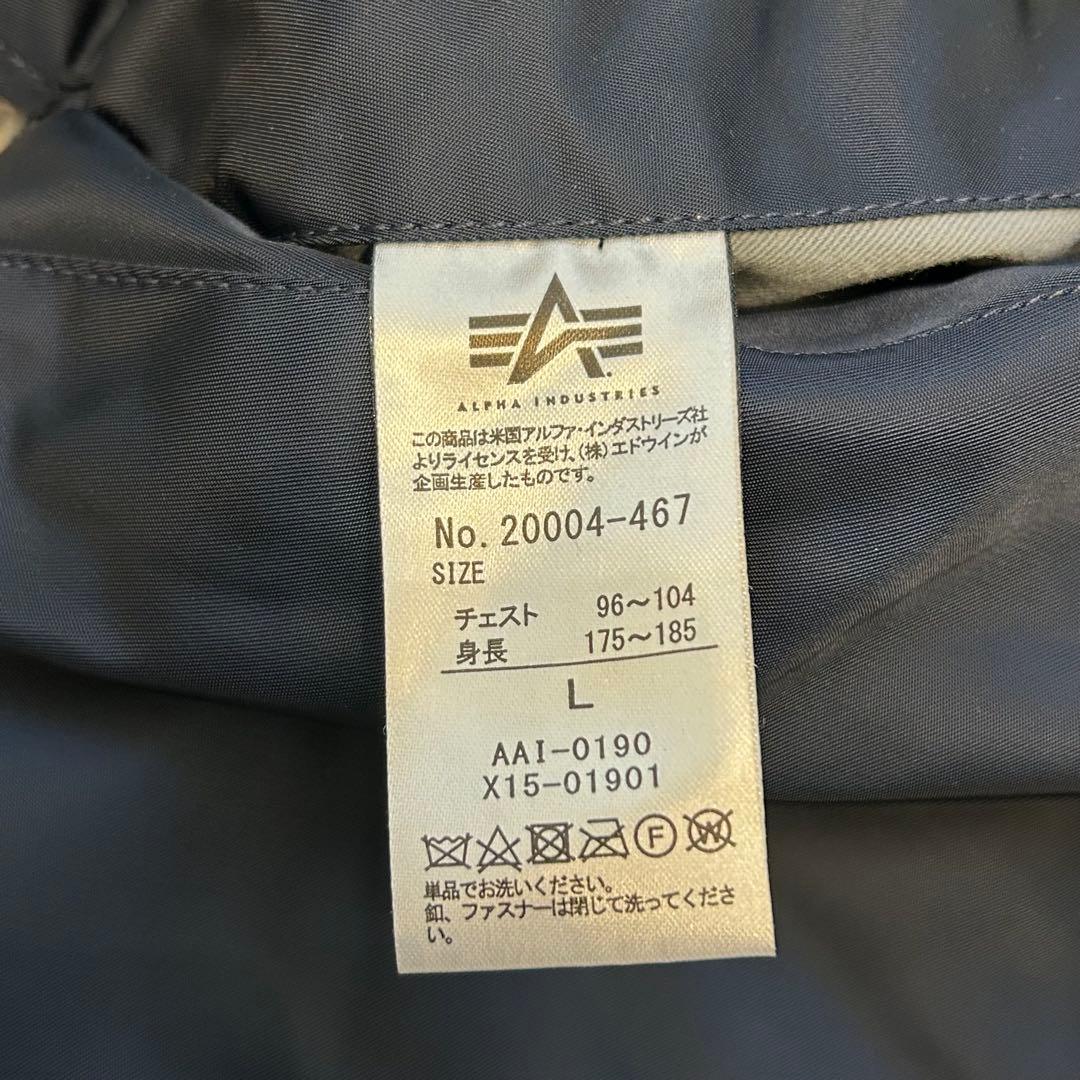 ALPHA INDUSTRIES
この商品は米国アルファ・インダストリーズ社
よりライセンスを受け、(株)エドウインが
企画生産したものです。
No. 20004-467
SIZE
チェスト 96～104
身長 175～185
L
AAI-0190
X15-01901
F W
単品でお洗いください。
釦、ファスナーは閉じて洗ってくださ
い。